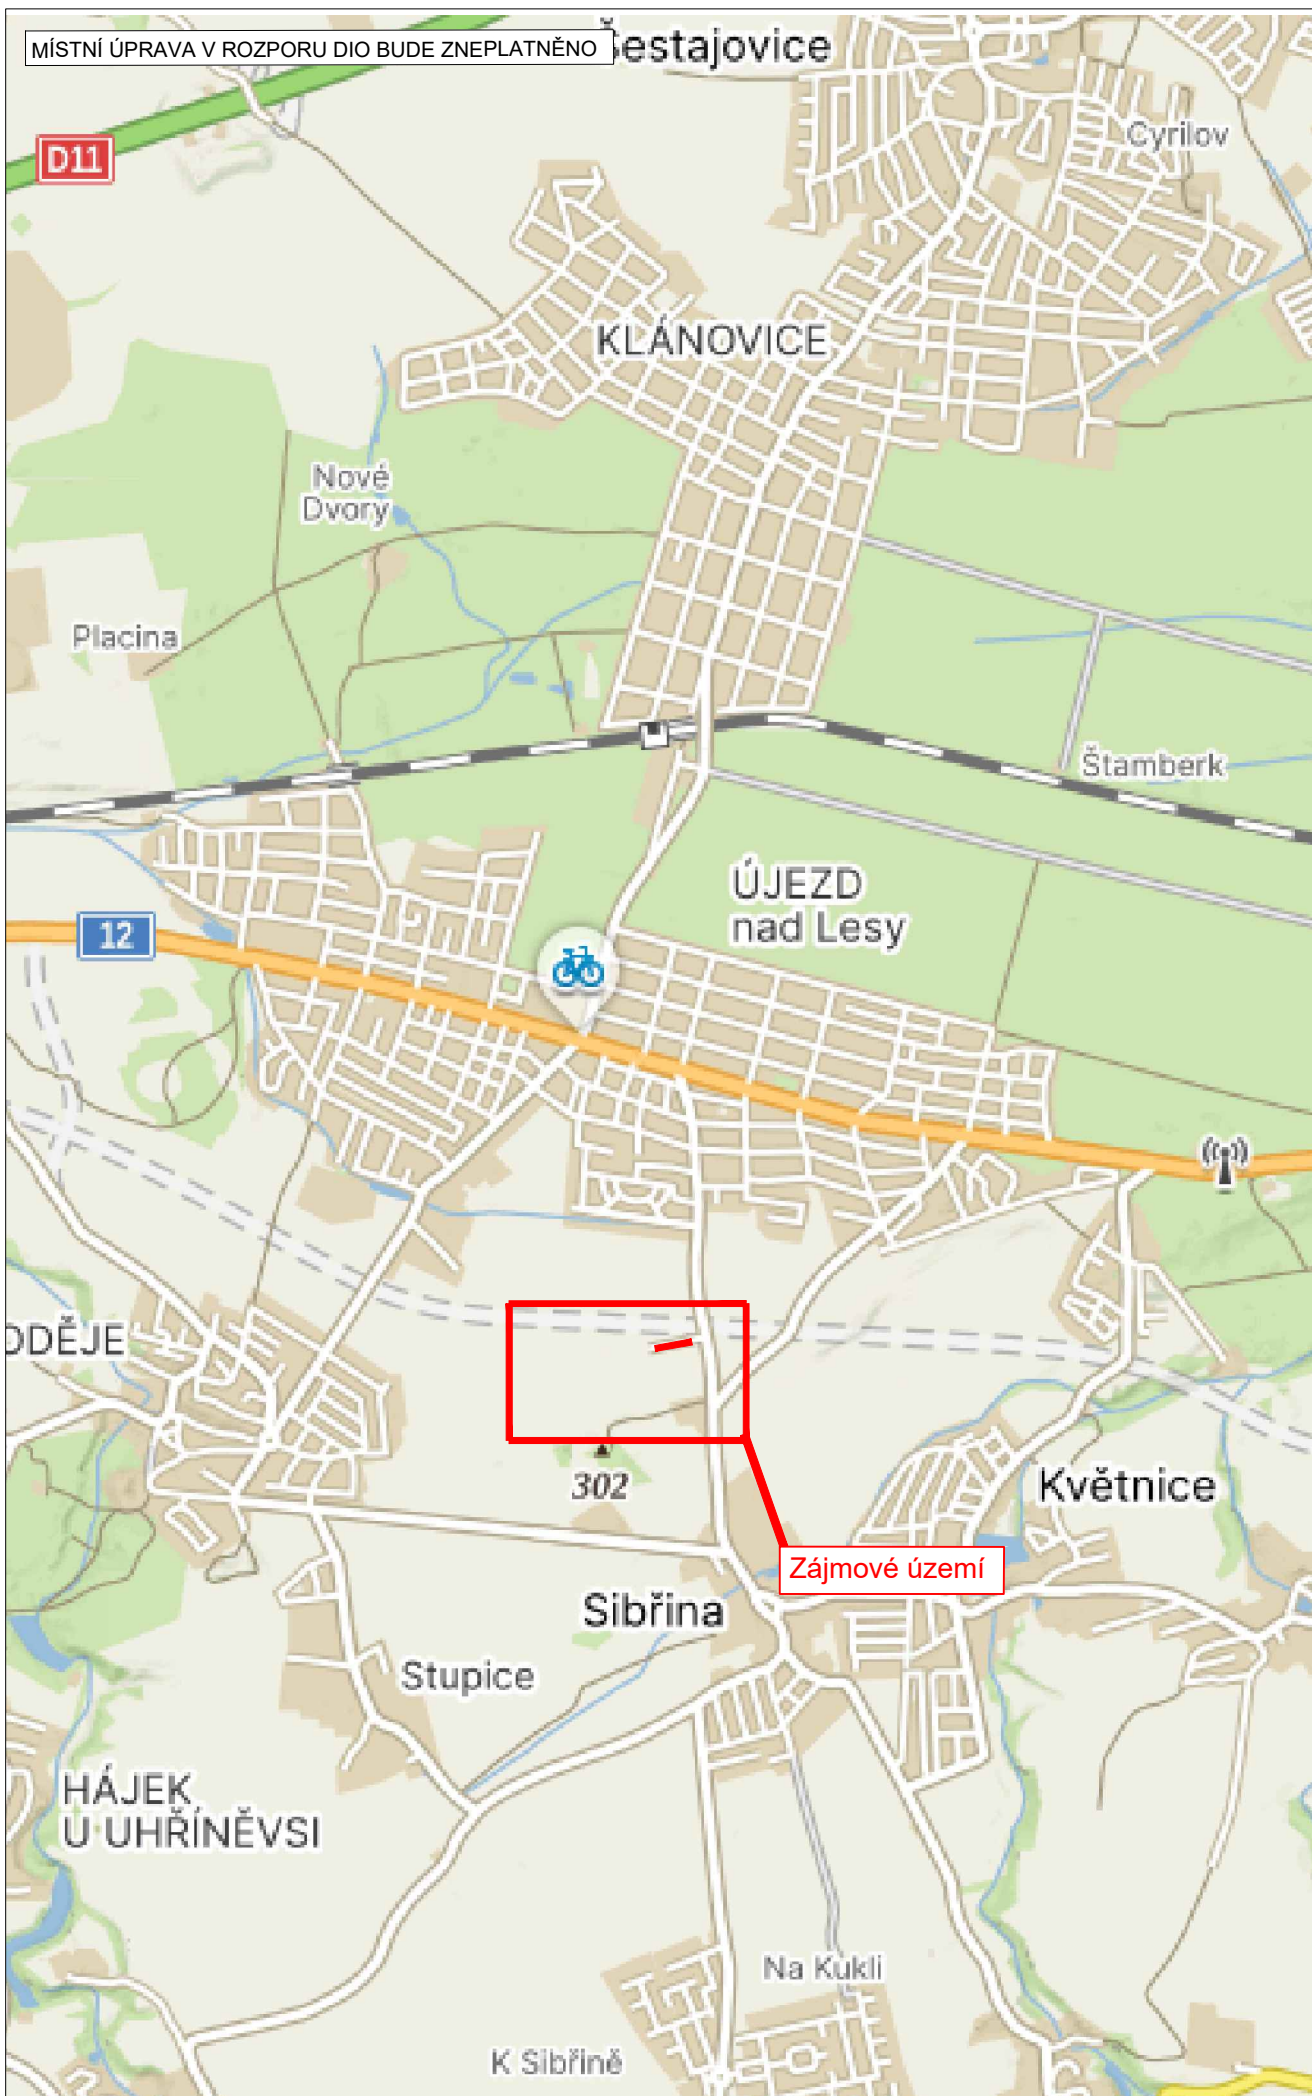 MÍSTNÍ ÚPRAVA V ROZPORU DIO BUDE ZNEPLATNĚNO
Šestajovice
Cyrilov
D11
KLÁNOVICE
Nové
Dvory
Placina
Štamberk
ÚJEZD
nad Lesy
12
ODĚJE
302
Květnice
Zájmové území
Sibřina
Stupice
HÁJEK
U UHŘÍNĚVSI
Na Kukli
K Sibřině